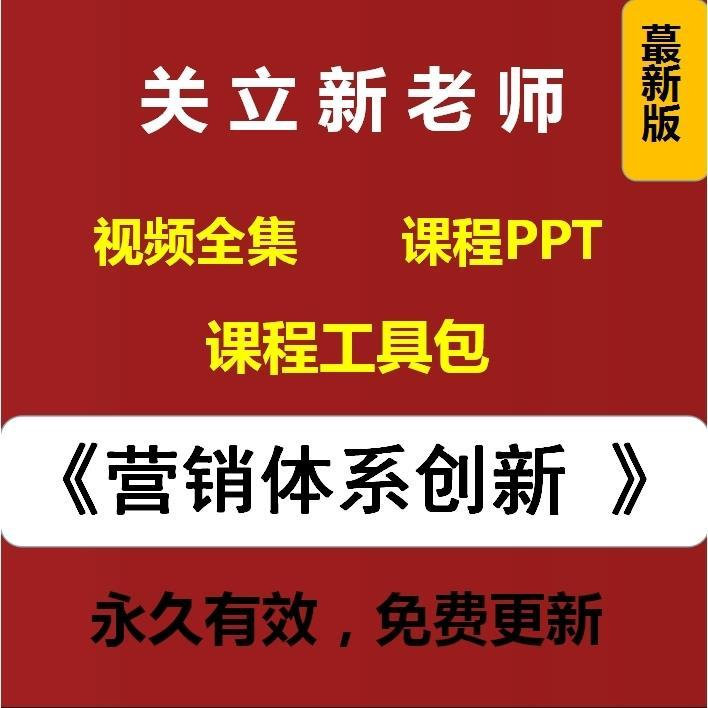 关立新老师
蕞新版
视频全集 课程PPT
课程工具包
《营销体系创新 》
永久有效，免费更新